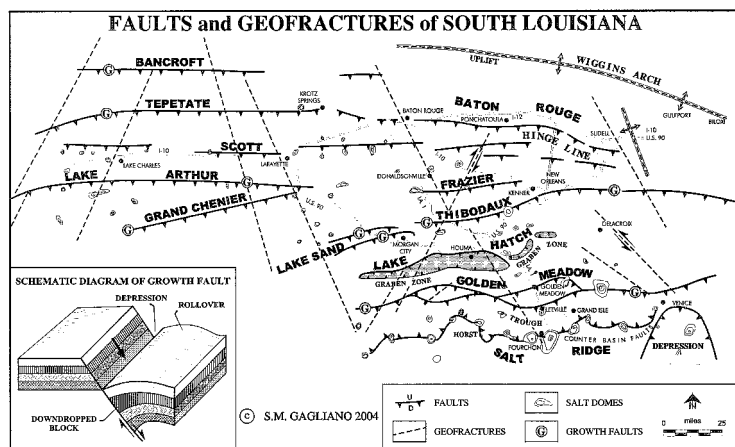 FAULTS and GEOFRACTURES of SOUTH LOUISIANA
BANCROFT
UPLIFT
WIGGINS ARCH
GULFPORT
BILOXI
KROTZ
SPRINGS
TEPETATE
BATON ROUGE
BATON ROUGE
PONCHATOULA
I-12
SLIDELL
I-10
U.S. 90
HINGE LINE
I-10
SCOTT
LAKE CHARLES
LAFAYETTE
I-10
DONALDSONVILLE
NEW
ORLEANS
LAKE ARTHUR
FRAZIER
KENNER
GRAND CHENIER
U.S. 90
THIBODAUX
LAKE SAND
MORGAN
CITY
U.S. 90
HATCH
GRABEN ZONE
DELACROIX
HOUMA
LAKE
GRABEN ZONE
GOLDEN MEADOW
GOLDEN
MEADOW
LEEVILLE
GRAND ISLE
VENICE
TROUGH
HORST
FOURCHON
COUNTER BASIN FAULTS
SALT RIDGE
DEPRESSION
SCHEMATIC DIAGRAM OF GROWTH FAULT
DEPRESSION
ROLLOVER
DOWNDROPPED
BLOCK
© S.M. GAGLIANO 2004
U
D
FAULTS
SALT DOMES
N
GEOFRACTURES
G
GROWTH FAULTS
0 miles 25